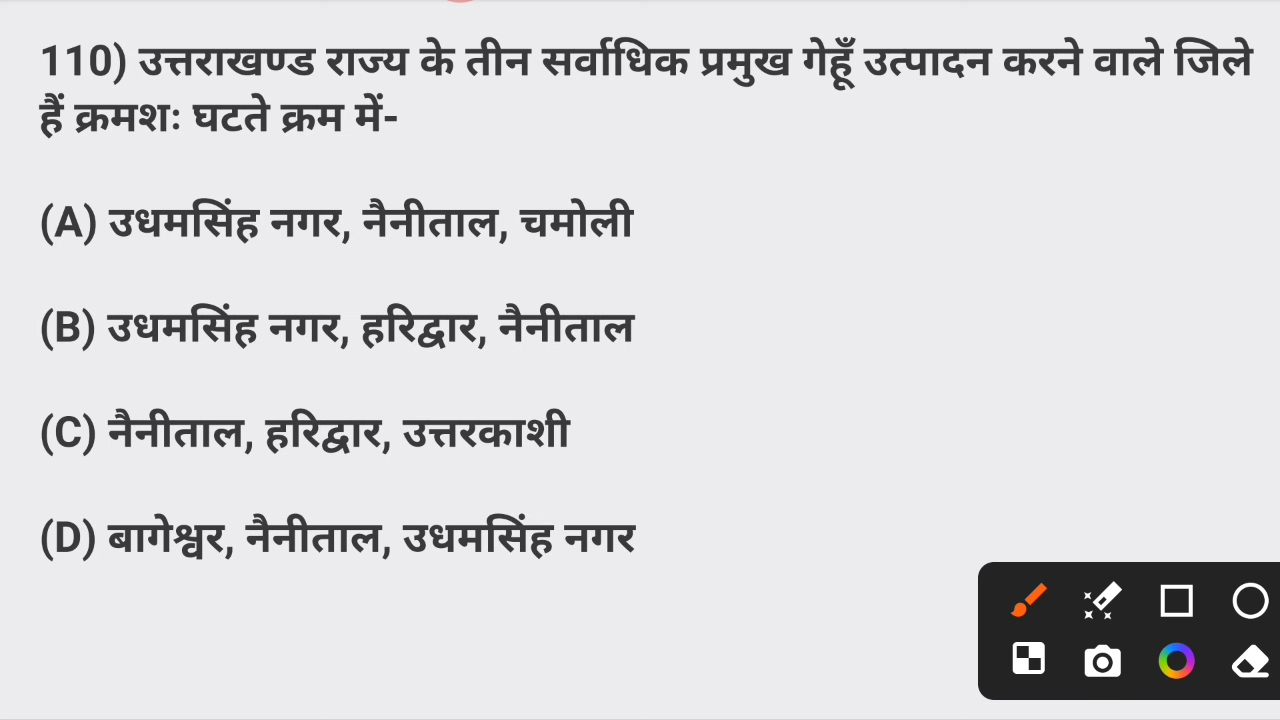 110) उत्तराखण्ड राज्य के तीन सर्वाधिक प्रमुख गेहूँ उत्पादन करने वाले जिले
हैं क्रमशः घटते क्रम में-
(A) उधमसिंह नगर, नैनीताल, चमोली
(B) उधमसिंह नगर, हरिद्वार, नैनीताल
(C) नैनीताल, हरिद्वार, उत्तरकाशी
(D) बागेश्वर, नैनीताल, उधमसिंह नगर